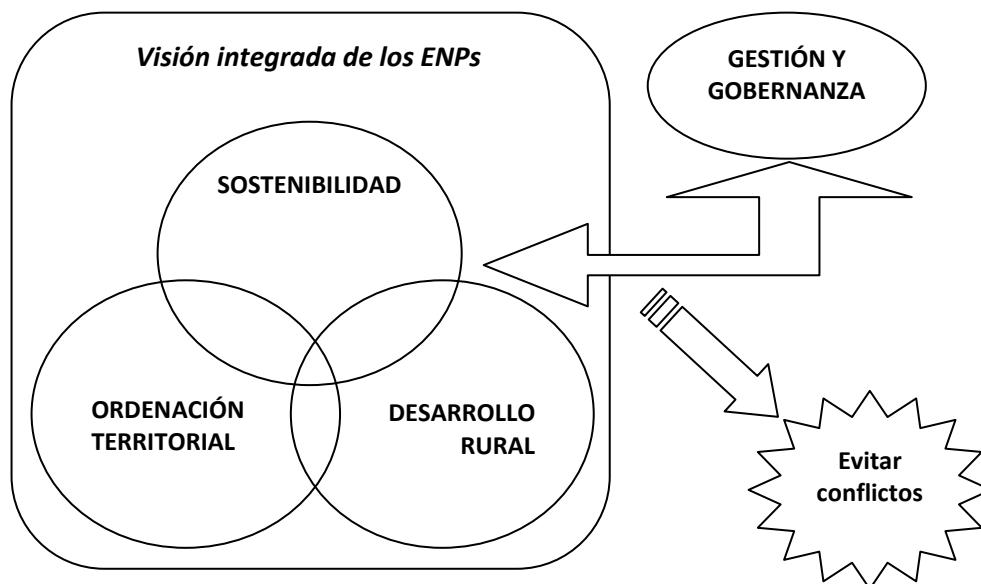 Visión integrada de los ENPs
GESTIÓN Y
GOBERNANZA
SOSTENIBILIDAD
ORDENACIÓN
TERRITORIAL
DESARROLLO
RURAL
Evitar
conflictos